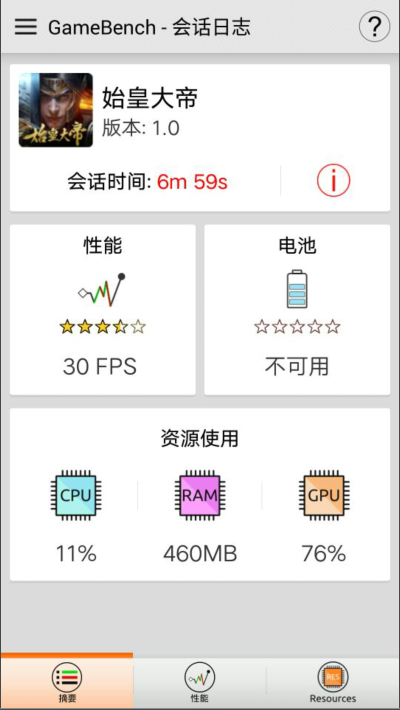 GameBench - 会话日志
?
始皇大帝
始皇大帝
版本: 1.0
会话时间: 6m 59s
i
性能
电池
30 FPS
不可用
资源使用
CPU
RAM
GPU
11%
460MB
76%
RES
摘要
性能
Resources